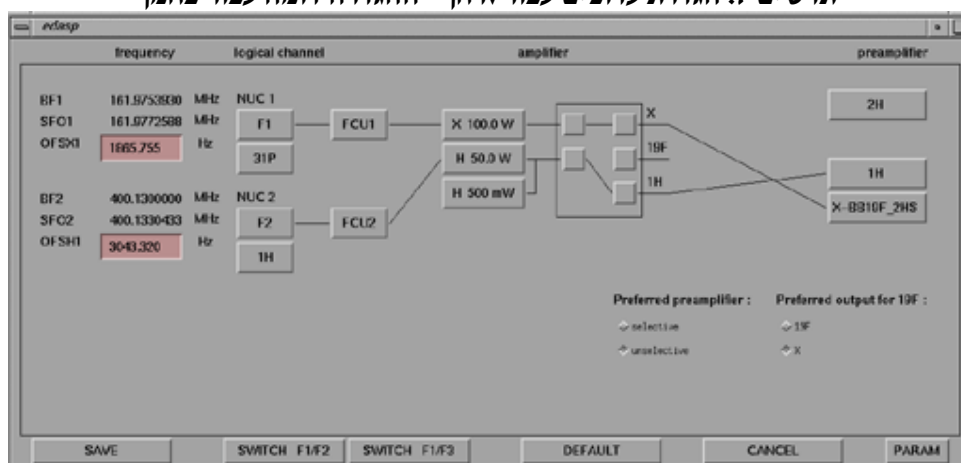 edasp
frequency logical channel amplifier preamplifier
BF1 161.9753930 MHz NUC 1
SFO1 161.9772588 MHz F1 FCU1 X 100.0 W X 2H
OFSX1 1865.755 Hz 31P H 50.0 W 19F
H 500 mW 1H 1H
BF2 400.1300000 MHz NUC 2
SFO2 400.1330433 MHz F2 FCU2 X-BB19F_2HS
OFSH1 3043.320 Hz 1H
Preferred preamplifier : Preferred output for 19F :
selective 19F
unselective X
SAVE SWITCH F1/F2 SWITCH F1/F3 DEFAULT CANCEL PARAM